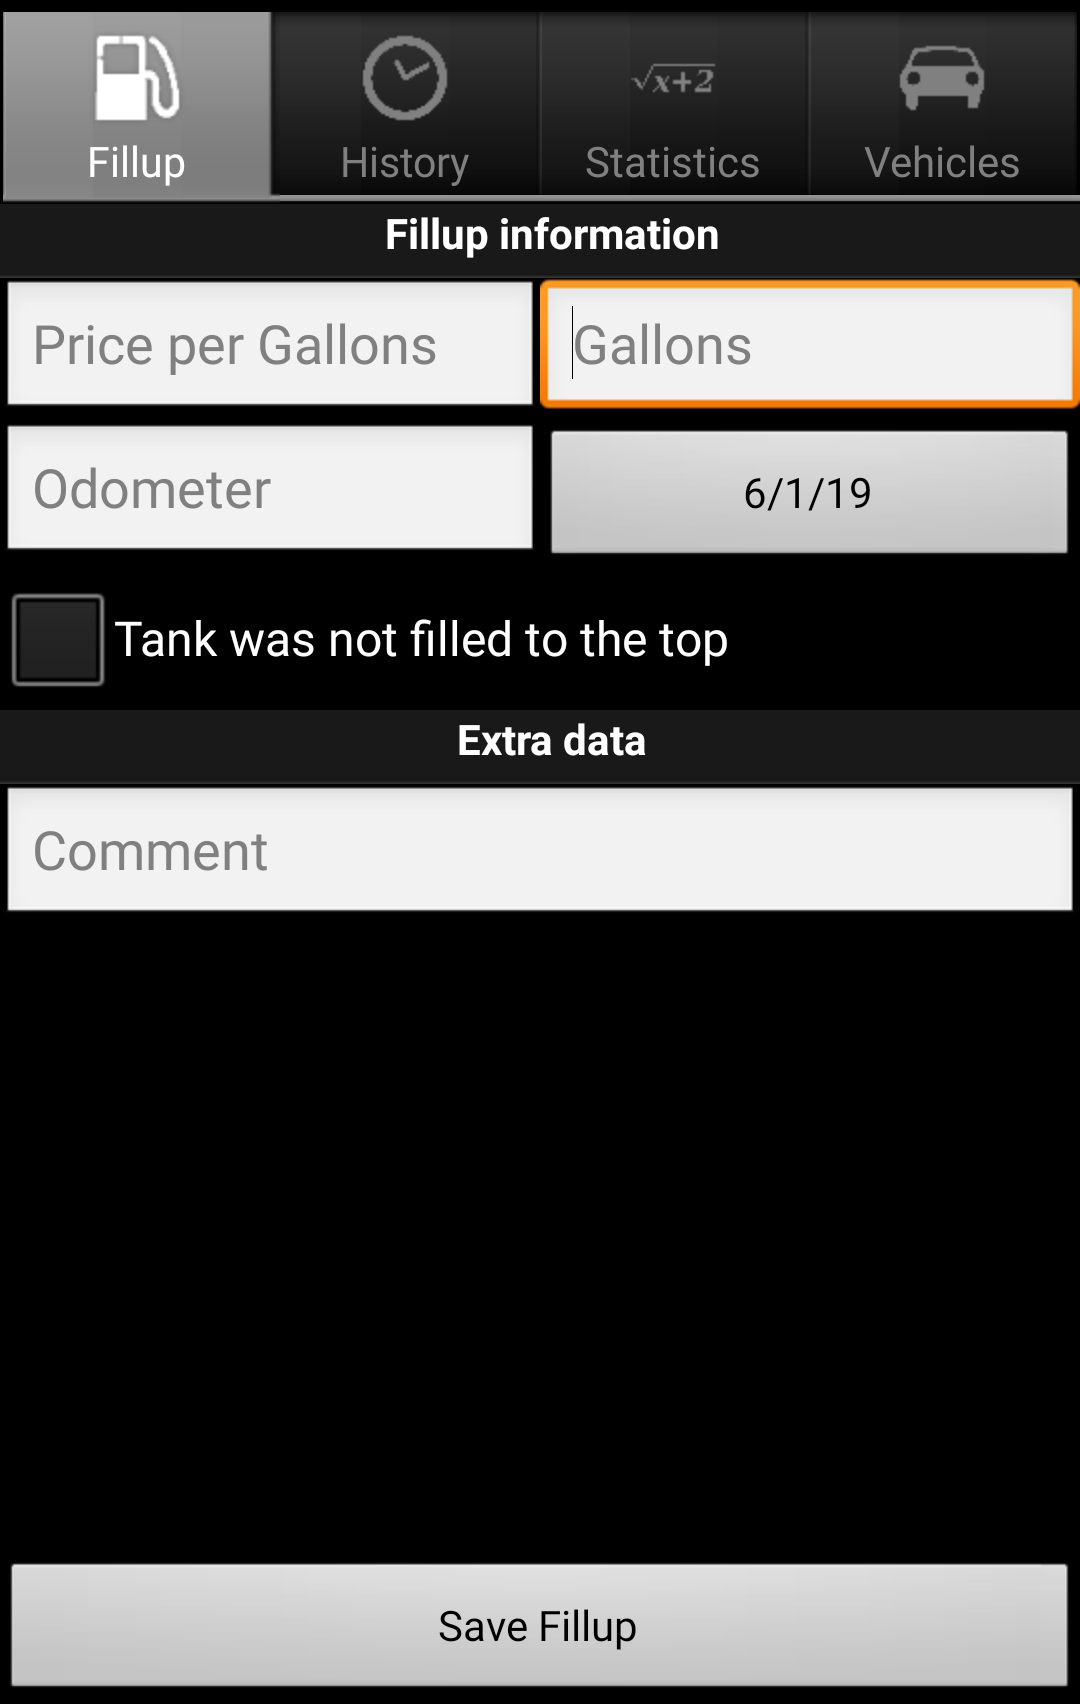 √x+2
Fillup History Statistics Vehicles
Fillup information
Price per Gallons Gallons
Odometer 6/1/19
Tank was not filled to the top
Extra data
Comment
Save Fillup